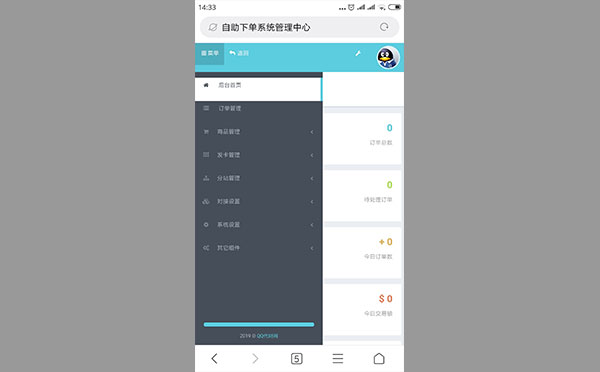 14:33
自助下单系统管理中心
菜单 返回
后台首页
订单管理
商品管理
发卡管理
分站管理
对接设置
系统设置
其它组件
0
订单总数
0
待处理订单
+ 0
今日订单数
$ 0
今日交易额
2019 © QQ代刷网
5